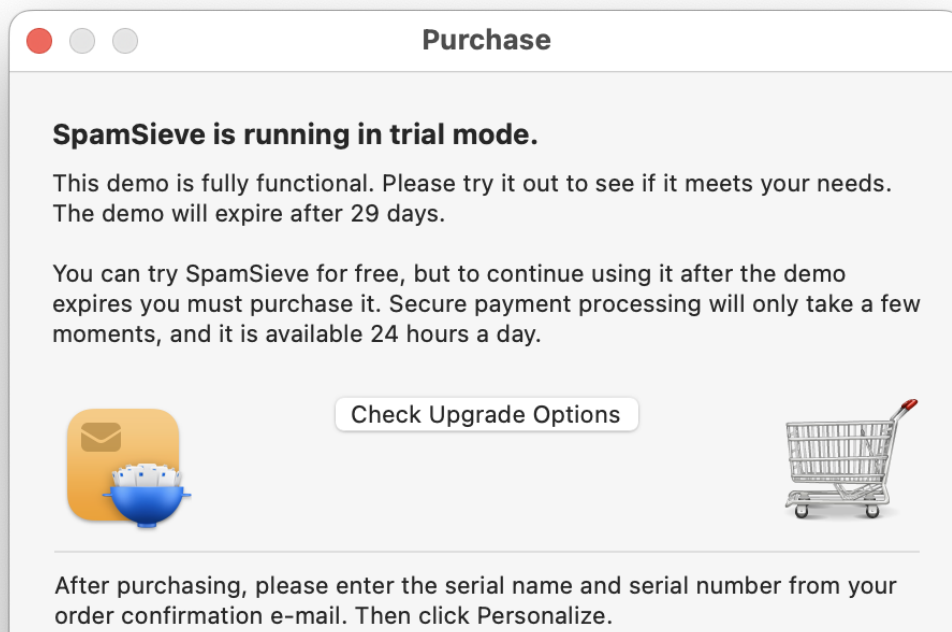 Purchase
SpamSieve is running in trial mode.
This demo is fully functional. Please try it out to see if it meets your needs.
The demo will expire after 29 days.
You can try SpamSieve for free, but to continue using it after the demo
expires you must purchase it. Secure payment processing will only take a few
moments, and it is available 24 hours a day.
Check Upgrade Options
After purchasing, please enter the serial name and serial number from your
order confirmation e-mail. Then click Personalize.